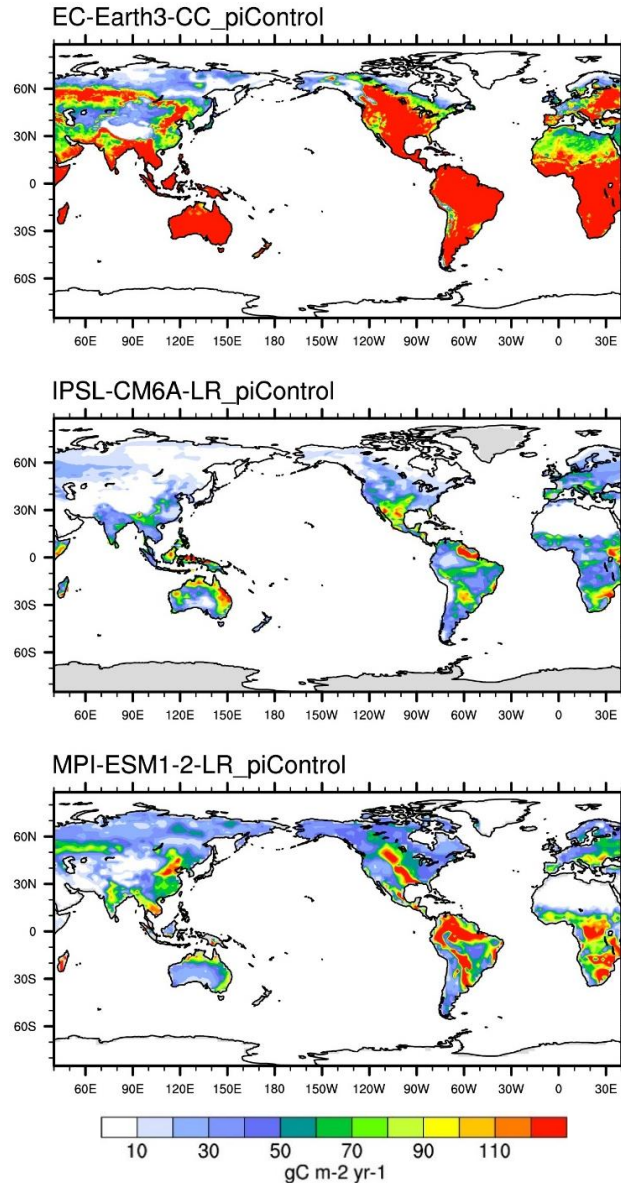 EC-Earth3-CC_piControl
60N
30N
0
30S
60S
60E 90E 120E 150E 180 150W 120W 90W 60W 30W 0 30E
IPSL-CM6A-LR_piControl
60N
30N
0
30S
60S
60E 90E 120E 150E 180 150W 120W 90W 60W 30W 0 30E
MPI-ESM1-2-LR_piControl
60N
30N
0
30S
60S
60E 90E 120E 150E 180 150W 120W 90W 60W 30W 0 30E
10 30 50 70 90 110
gC m-2 yr-1